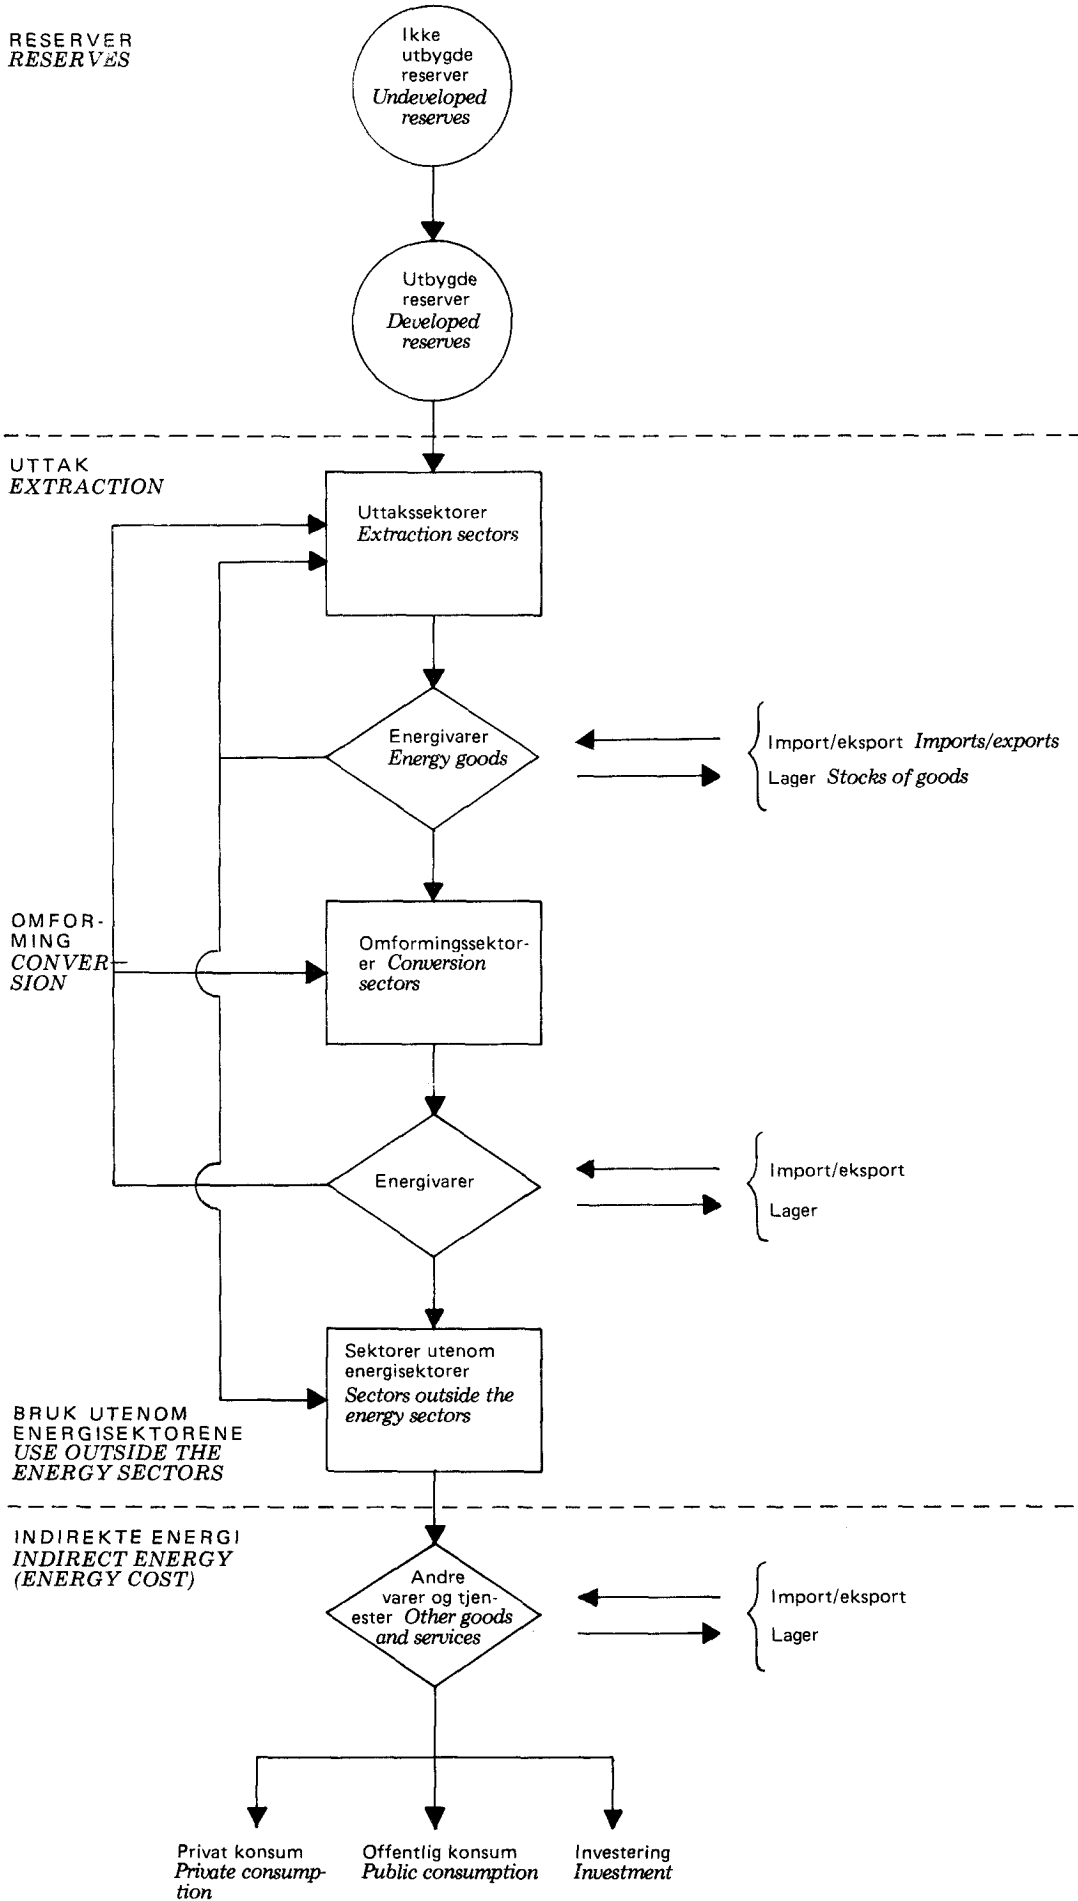 RESERVER
RESERVES
Ikke
utbygde
reserver
Undeveloped
reserves
Utbygde
reserver
Developed
reserves
UTTAK
EXTRACTION
Uttakssektorer
Extraction sectors
Energivarer
Energy goods
Import/eksport Imports/exports
Lager Stocks of goods
OMFOR-
MING
CONVER-
SION
Omformingssektor-
er Conversion
sectors
Energivarer
Import/eksport
Lager
Sektorer utenom
energisektorer
Sectors outside the
energy sectors
BRUK UTENOM
ENERGISEKTORENE
USE OUTSIDE THE
ENERGY SECTORS
INDIREKTE ENERGI
INDIRECT ENERGY
(ENERGY COST)
Andre
varer og tjen-
ester Other goods
and services
Import/eksport
Lager
Privat konsum
Private consump-
tion
Offentlig konsum
Public consumption
Investering
Investment